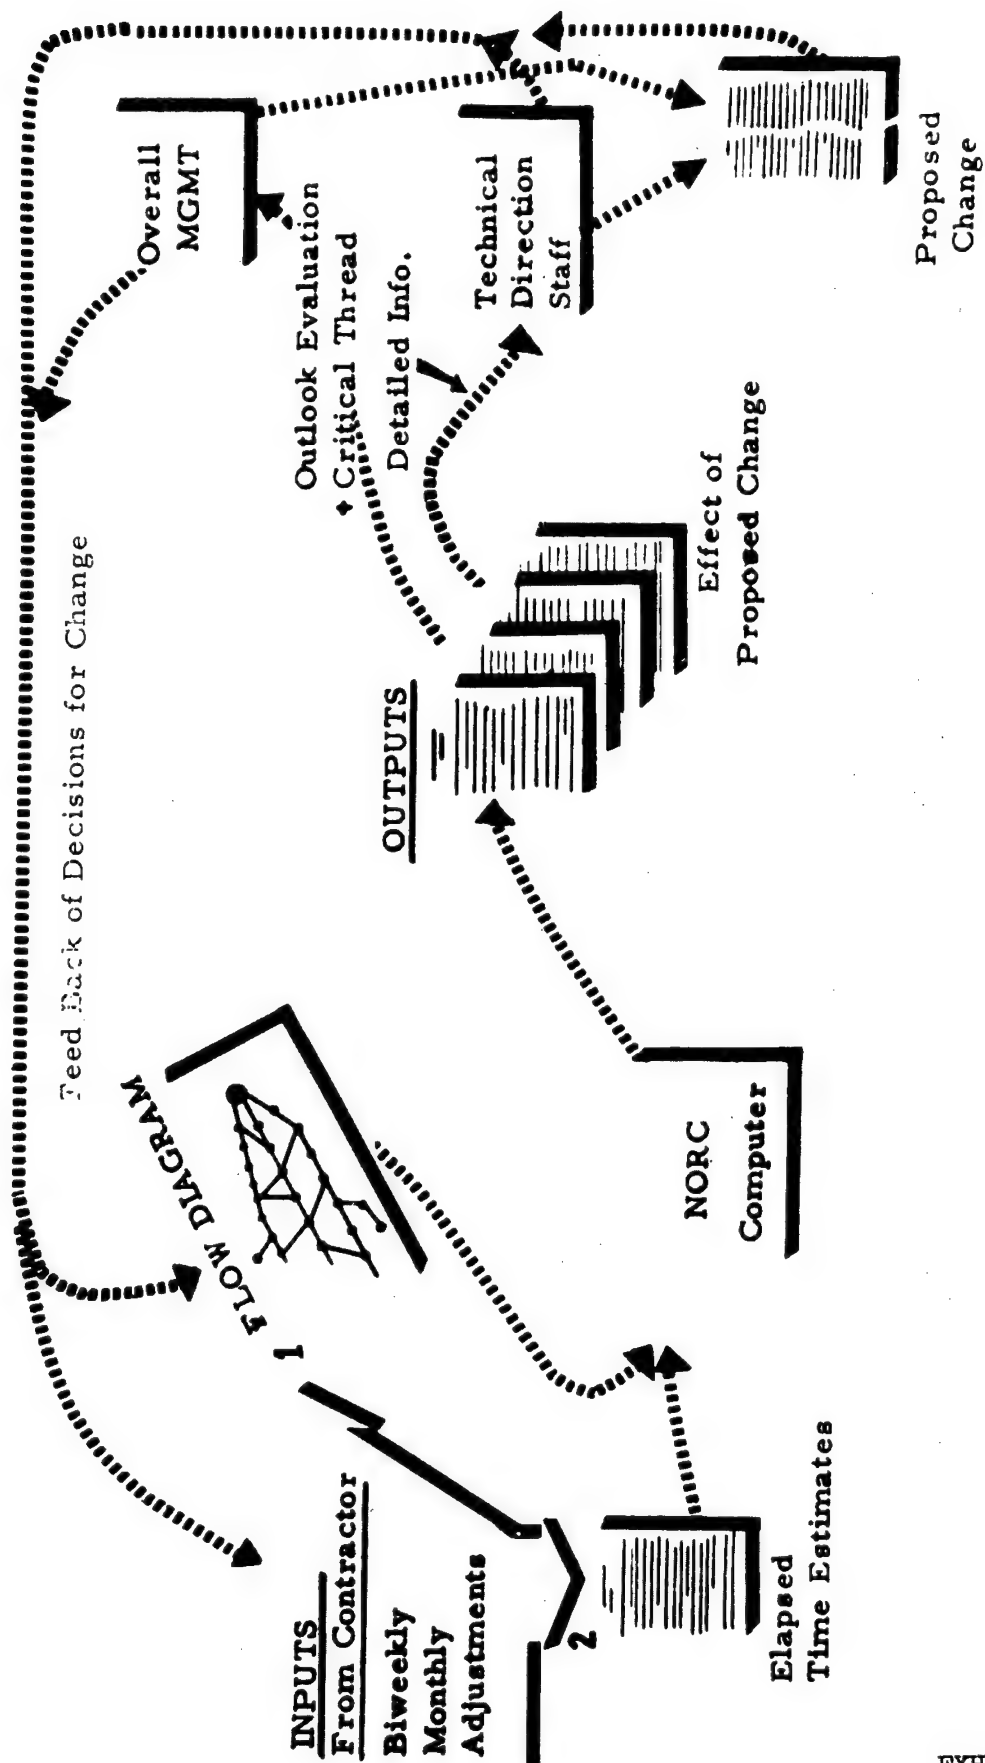 Feed Back of Decisions for Change
INPUTS
From Contractor
Biweekly
Monthly
Adjustments
1 FLOW DIAGRAM
2
Elapsed
Time Estimates
NORC
Computer
OUTPUTS
Effect of
Proposed Change
Outlook Evaluation
+ Critical Thread
Detailed Info.
Overall
MGMT
Technical
Direction
Staff
Proposed
Change